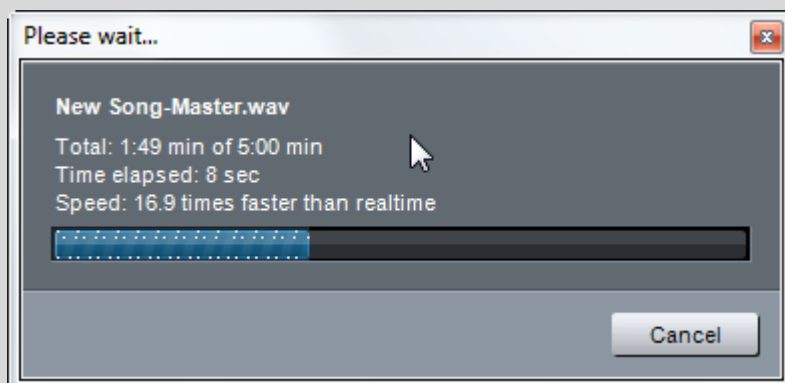 Please wait...
New Song-Master.wav
Total: 1:49 min of 5:00 min
Time elapsed: 8 sec
Speed: 16.9 times faster than realtime
Cancel